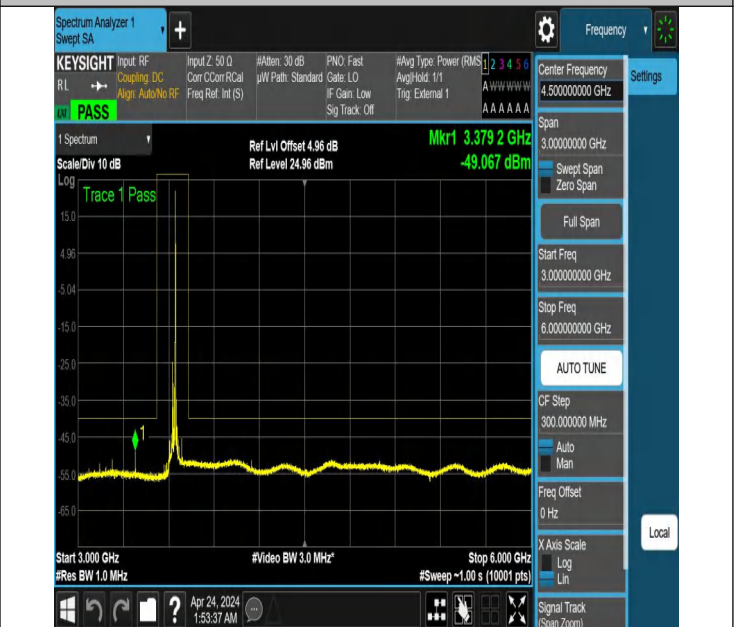 Spectrum Analyzer 1
Swept SA
+
Frequency
KEYSIGHT Input: RF Input Z: 50 Ω #Atten: 30 dB PNO: Fast #Avg Type: Power (RMS 1 2 3 4 5 6
RL Coupling: DC Corr CCorr RCal µW Path: Standard Gate: LO Avg|Hold: 1/1 A W W W W W
Align: Auto/No RF Freq Ref: Int (S) IF Gain: Low Trig: External 1
Sig Track: Off A A A A A A
PASS
1 Spectrum
Ref Lvl Offset 4.96 dB Mkr1 3.379 2 GHz
Scale/Div 10 dB Ref Level 24.96 dBm -49.067 dBm
Log
Trace 1 Pass
15.0
4.96
-5.04
-15.0
-25.0
-35.0
1
-45.0
-55.0
-65.0
Start 3.000 GHz #Video BW 3.0 MHz* Stop 6.000 GHz
#Res BW 1.0 MHz #Sweep ~1.00 s (10001 pts)
?
Apr 24, 2024
1:53:37 AM
Center Frequency
4.500000000 GHz
Settings
Span
3.00000000 GHz
Swept Span
Zero Span
Full Span
Start Freq
3.000000000 GHz
Stop Freq
6.000000000 GHz
AUTO TUNE
CF Step
300.000000 MHz
Auto
Man
Freq Offset
0 Hz
Local
X Axis Scale
Log
Lin
Signal Track
(Span Zoom)